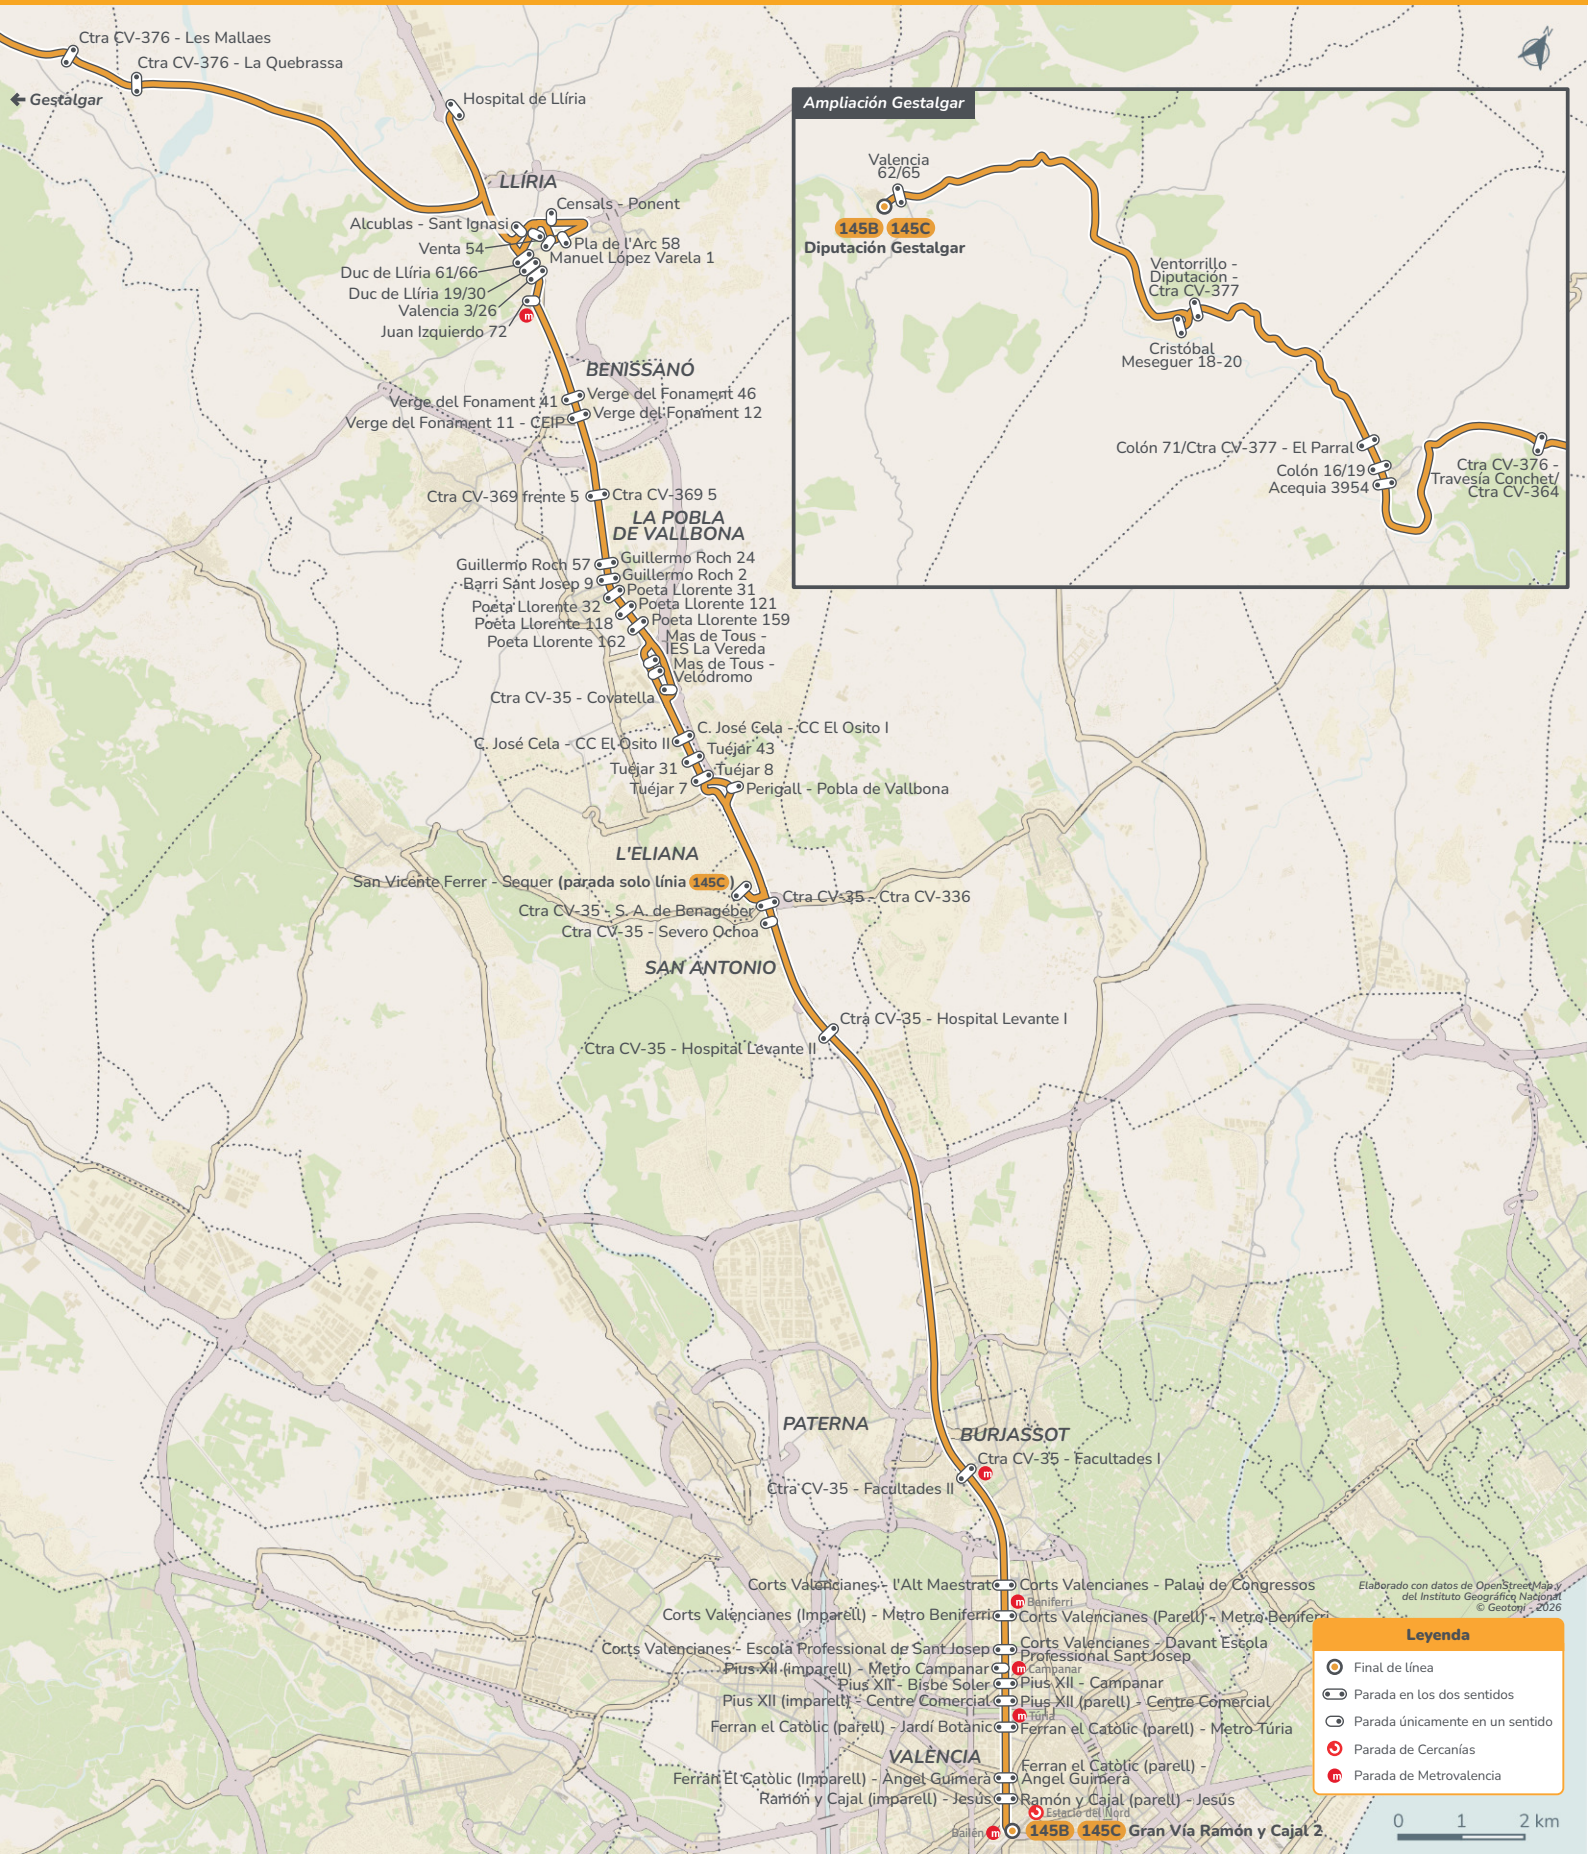 Ctra CV-376 - Les Mallaes
Ctra CV-376 - La Quebrassa
← Gestalgar
Hospital de Llíria
N
Ampliación Gestalgar
Valencia
62/65
145B 145C
Diputación Gestalgar
Ventorrillo -
Diputación -
Ctra CV-377
Cristóbal
Meseguer 18-20
Colón 71/Ctra CV-377 - El Parral
Colón 16/19
Acequia 3954
Ctra CV-376 -
Travesía Conchet/
Ctra CV-364
LLÍRIA
Censals - Ponent
Alcublas - Sant Ignasi
Venta 54
Pla de l'Arc 58
Manuel López Varela 1
Duc de Llíria 61/66
Duc de Llíria 19/30
Valencia 3/26
Juan Izquierdo 72
m
BENISSANÓ
Verge del Fonament 41
Verge del Fonament 46
Verge del Fonament 11 - CEIP
Verge del Fonament 12
Ctra CV-369 frente 5
Ctra CV-369 5
LA POBLA
DE VALLBONA
Guillermo Roch 57
Guillermo Roch 24
Barri Sant Josep 9
Guillermo Roch 2
Poeta Llorente 31
Poeta Llorente 32
Poeta Llorente 121
Poeta Llorente 118
Poeta Llorente 159
Poeta Llorente 162
Mas de Tous -
IES La Vereda
Mas de Tous -
Velódromo
Ctra CV-35 - Covatella
C. José Cela - CC El Osito I
C. José Cela - CC El Osito II
Tuéjar 43
Tuéjar 31
Tuéjar 8
Tuéjar 7
Perigall - Pobla de Vallbona
L'ELIANA
San Vicente Ferrer - Sequer (parada solo línia 145C)
Ctra CV-35 - Ctra CV-336
Ctra CV-35 - S. A. de Benagéber
Ctra CV-35 - Severo Ochoa
SAN ANTONIO
Ctra CV-35 - Hospital Levante I
Ctra CV-35 - Hospital Levante II
PATERNA
BURJASSOT
Ctra CV-35 - Facultades I
m
Ctra CV-35 - Facultades II
Corts Valencianes - l'Alt Maestrat
Corts Valencianes - Palau de Congressos
m Beniferri
Corts Valencianes (Imparell) - Metro Beniferri
Corts Valencianes (Parell) - Metro Beniferri
Corts Valencianes - Escola Professional de Sant Josep
Corts Valencianes - Davant Escola
Professional Sant Josep
Pius XII (imparell) - Metro Campanar
m Campanar
Pius XII - Bisbe Soler
Pius XII - Campanar
Pius XII (imparell) - Centre Comercial
Pius XII (parell) - Centre Comercial
m Túria
Ferran el Catòlic (parell) - Jardí Botànic
Ferran el Catòlic (parell) - Metro Túria
VALÈNCIA
Ferran El Catòlic (Imparell) - Àngel Guimerà
Ferran el Catòlic (parell) -
Àngel Guimerà
Ramón y Cajal (imparell) - Jesús
Ramón y Cajal (parell) - Jesús
Estació del Nord
Bailén m
145B 145C Gran Vía Ramón y Cajal 2
Elaborado con datos de OpenStreetMap y
del Instituto Geográfico Nacional
© Geotoni - 2026
Leyenda
Final de línea
Parada en los dos sentidos
Parada únicamente en un sentido
Parada de Cercanías
m Parada de Metrovalencia
0 1 2 km